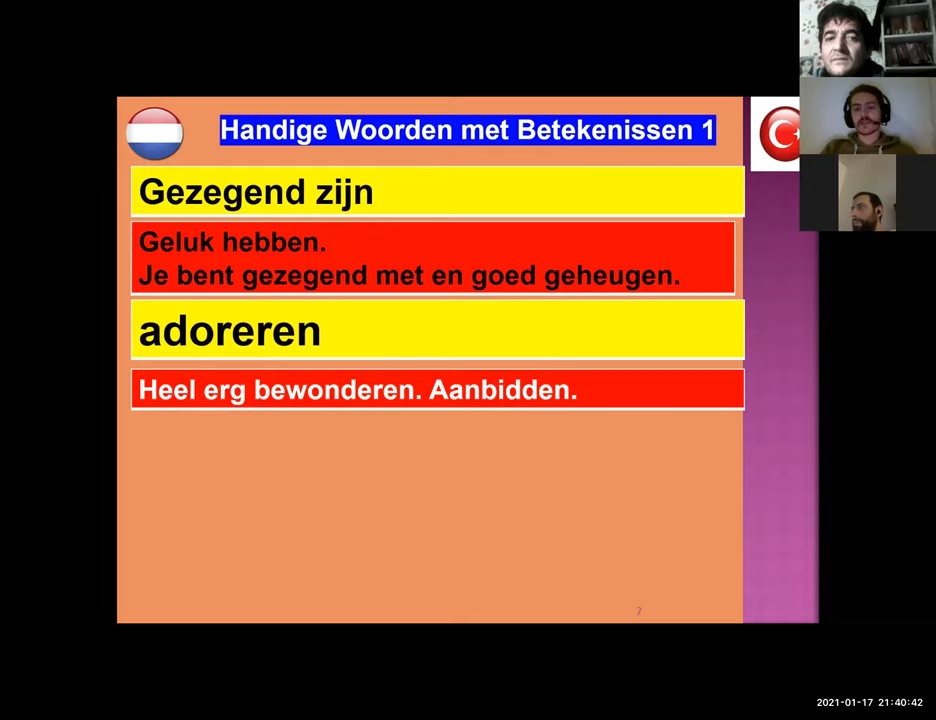 Handige Woorden met Betekenissen 1
Gezegend zijn
Geluk hebben.
Je bent gezegend met en goed geheugen.
adoreren
Heel erg bewonderen. Aanbidden.
7
2021-01-17 21:40:42